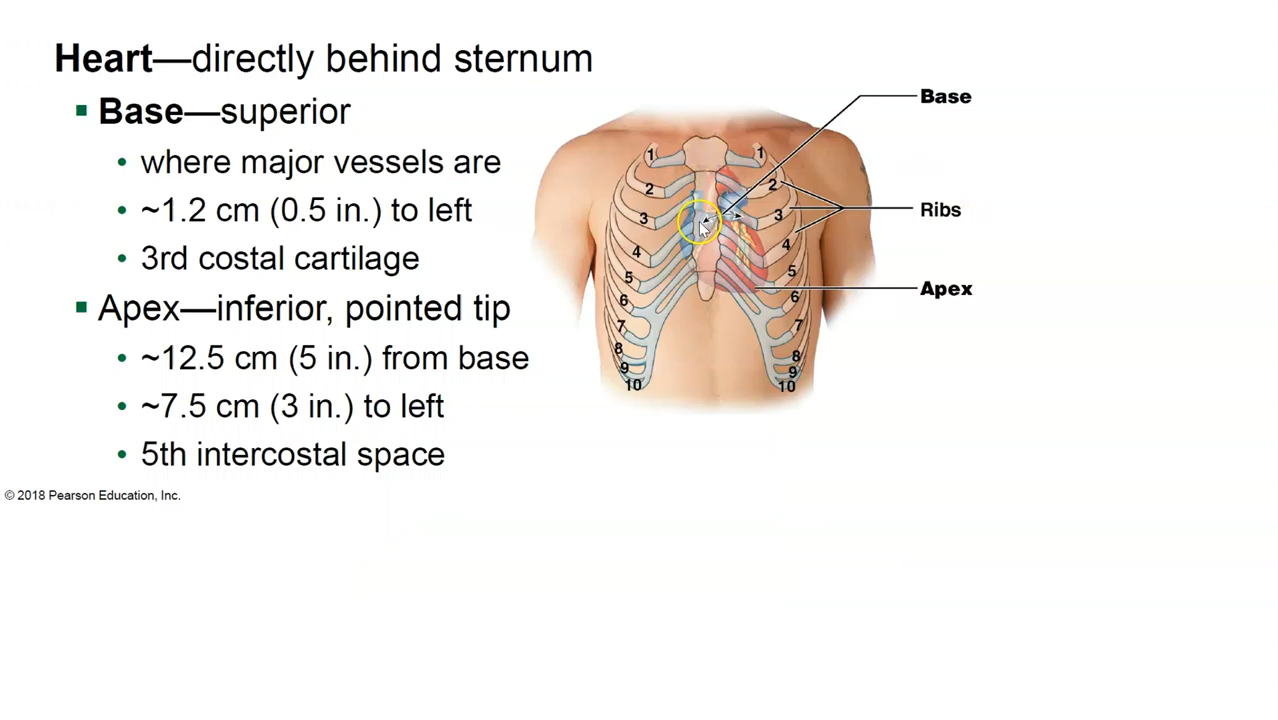 Heart—directly behind sternum
▪ Base—superior
• where major vessels are
• ~1.2 cm (0.5 in.) to left
• 3rd costal cartilage
▪ Apex—inferior, pointed tip
• ~12.5 cm (5 in.) from base
• ~7.5 cm (3 in.) to left
• 5th intercostal space
© 2018 Pearson Education, Inc.
Base
Ribs
Apex
1 1
2 2
3 3
4 4
5 5
6 6
7 7
8 8
9 9
10 10